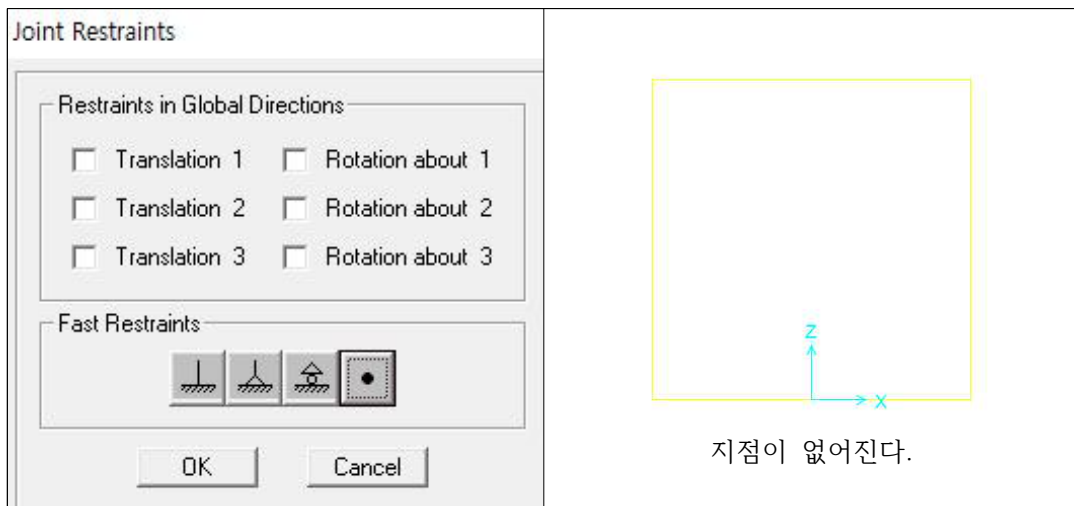 Joint Restraints
Restraints in Global Directions
Translation 1 Rotation about 1
Translation 2 Rotation about 2
Translation 3 Rotation about 3
Fast Restraints
OK Cancel
Z
X
지점이 없어진다.